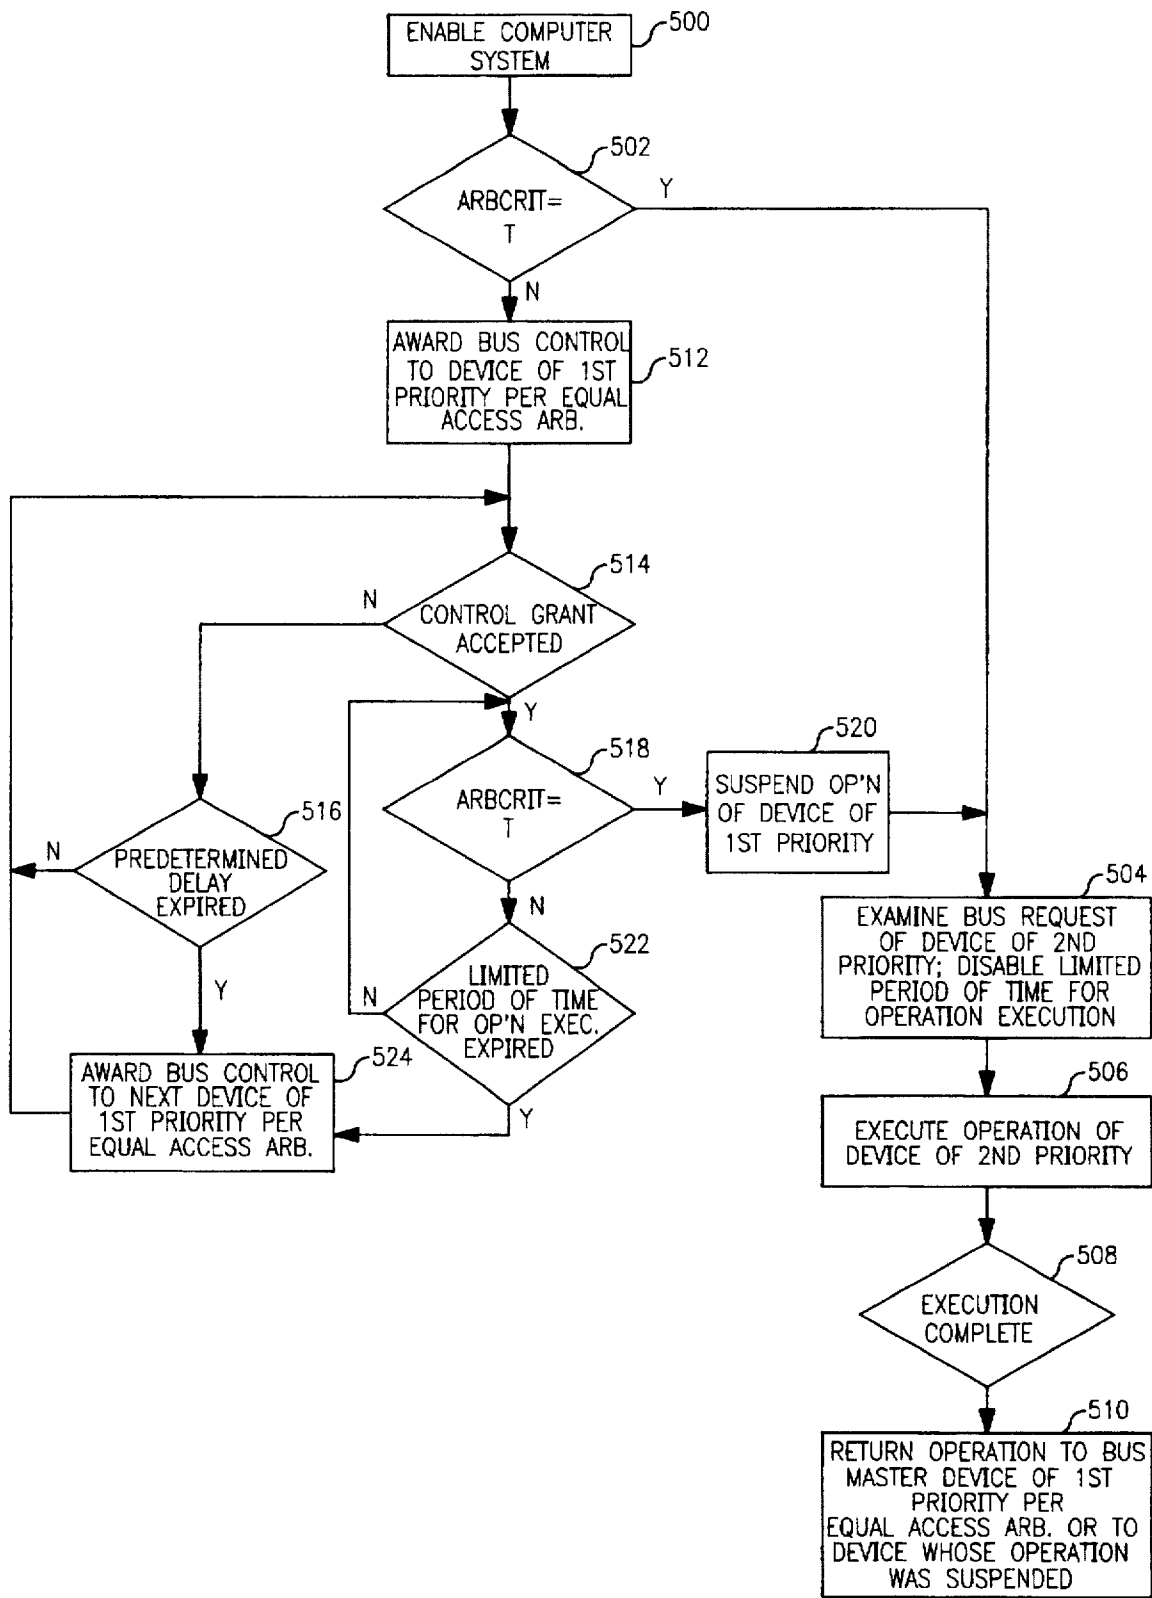 ENABLE COMPUTER
SYSTEM
500
502
ARBCRIT=
T
Y
N
AWARD BUS CONTROL
TO DEVICE OF 1ST
PRIORITY PER EQUAL
ACCESS ARB.
512
514
CONTROL GRANT
ACCEPTED
N
Y
518
ARBCRIT=
T
Y
N
520
SUSPEND OP'N
OF DEVICE OF
1ST PRIORITY
516
PREDETERMINED
DELAY
EXPIRED
N
Y
522
LIMITED
PERIOD OF TIME
FOR OP'N EXEC.
EXPIRED
N
Y
524
AWARD BUS CONTROL
TO NEXT DEVICE OF
1ST PRIORITY PER
EQUAL ACCESS ARB.
504
EXAMINE BUS REQUEST
OF DEVICE OF 2ND
PRIORITY; DISABLE LIMITED
PERIOD OF TIME FOR
OPERATION EXECUTION
506
EXECUTE OPERATION OF
DEVICE OF 2ND PRIORITY
508
EXECUTION
COMPLETE
510
RETURN OPERATION TO BUS
MASTER DEVICE OF 1ST
PRIORITY PER
EQUAL ACCESS ARB. OR TO
DEVICE WHOSE OPERATION
WAS SUSPENDED